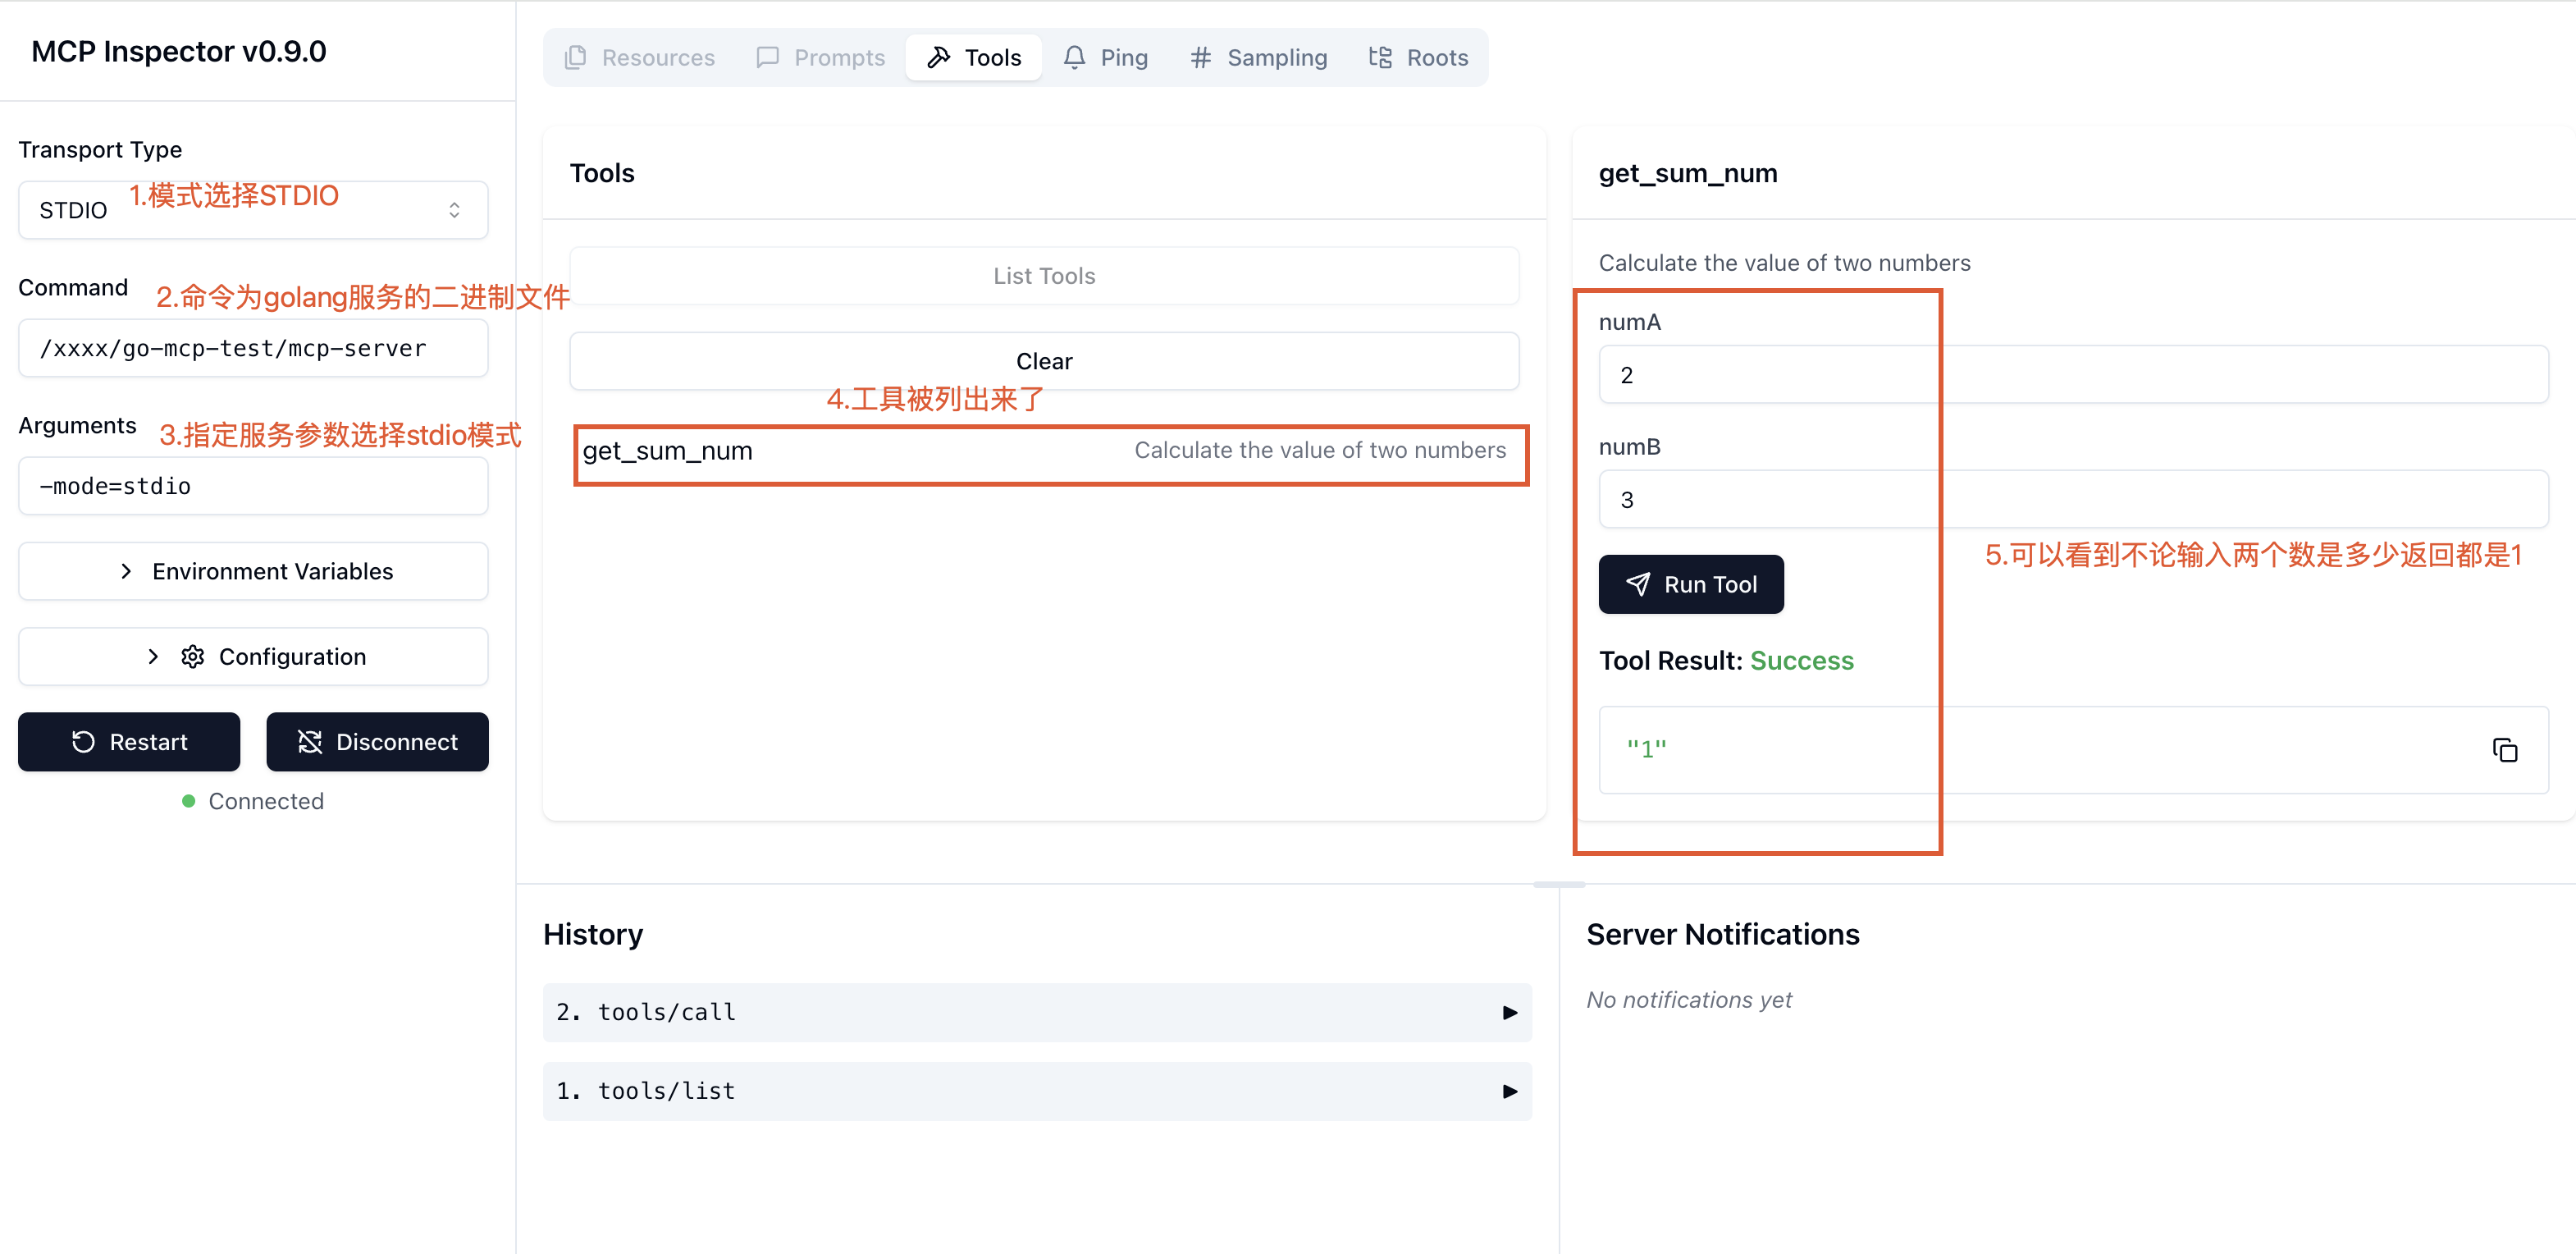 MCP Inspector v0.9.0
Transport Type
STDIO
1.模式选择STDIO
Command
2.命令为golang服务的二进制文件
/xxxx/go-mcp-test/mcp-server
Arguments
3.指定服务参数选择stdio模式
-mode=stdio
Environment Variables
Configuration
Restart
Disconnect
Connected
Resources
Prompts
Tools
Ping
Sampling
Roots
Tools
List Tools
Clear
4.工具被列出来了
get_sum_num
Calculate the value of two numbers
get_sum_num
Calculate the value of two numbers
numA
2
numB
3
5.可以看到不论输入两个数是多少返回都是1
Run Tool
Tool Result: Success
"1"
History
2. tools/call
1. tools/list
Server Notifications
No notifications yet